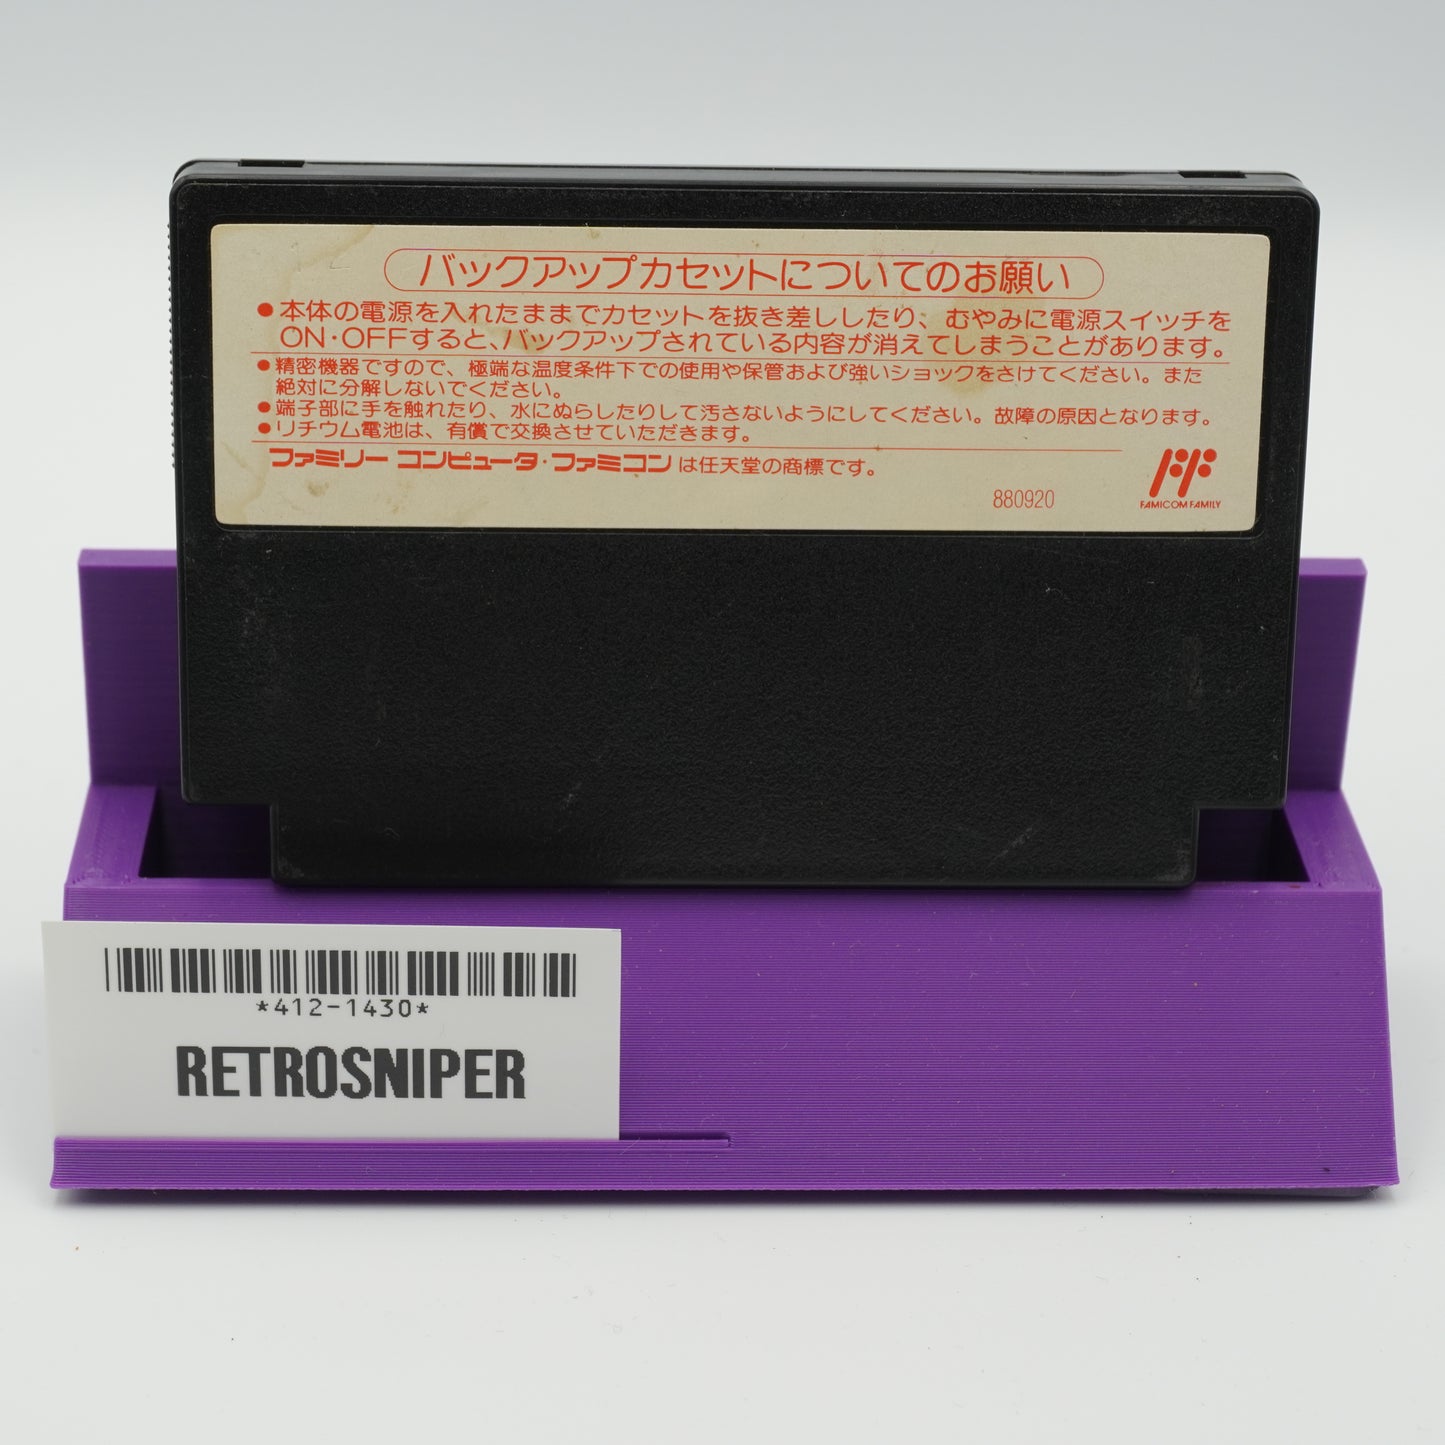 バックアップカセットについてのお願い
●本体の電源を入れたままでカセットを抜き差ししたり、むやみに電源スイッチを
ON・OFFすると、バックアップされている内容が消えてしまうことがあります。
●精密機器ですので、極端な温度条件下での使用や保管および強いショックをさけてください。また
絶対に分解しないでください。
●端子部に手を触れたり、水にぬらしたりして汚さないようにしてください。故障の原因となります。
●リチウム電池は、有償で交換させていただきます。
ファミリーコンピュータ・ファミコンは任天堂の商標です。
880920
FAMICOM FAMILY
*412-1430*
RETROSNIPER